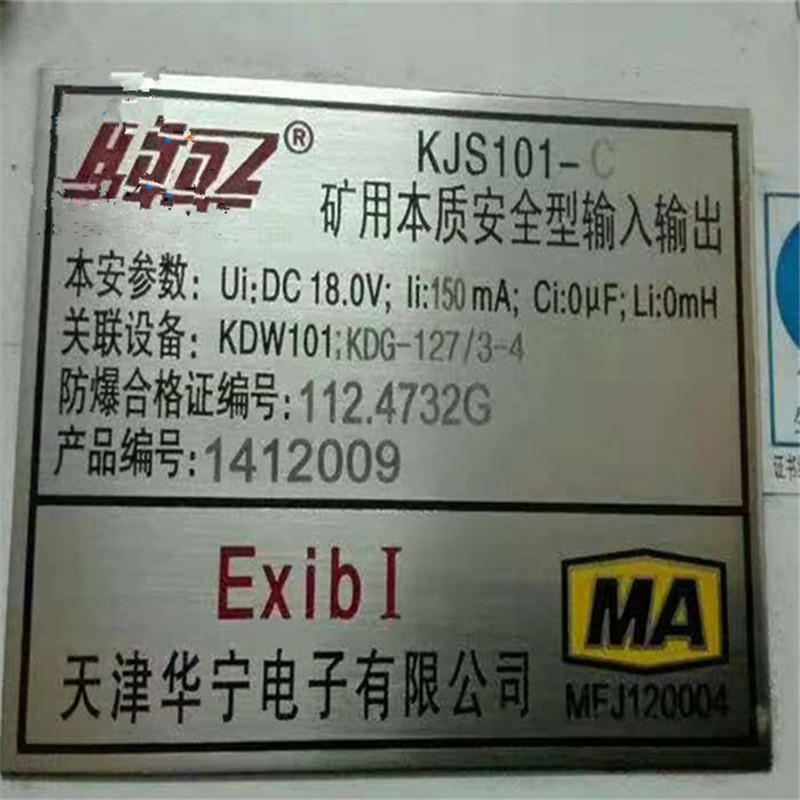 ®
KJS101-C
矿用本质安全型输入输出
本安参数: Ui:DC 18.0V; Ii:150 mA; Ci:0μF; Li:0mH
关联设备: KDW101;KDG-127/3-4
防爆合格证编号:112.4732G
产品编号:1412009
ExibⅠ
MA
天津华宁电子有限公司
MFJ120004
证书